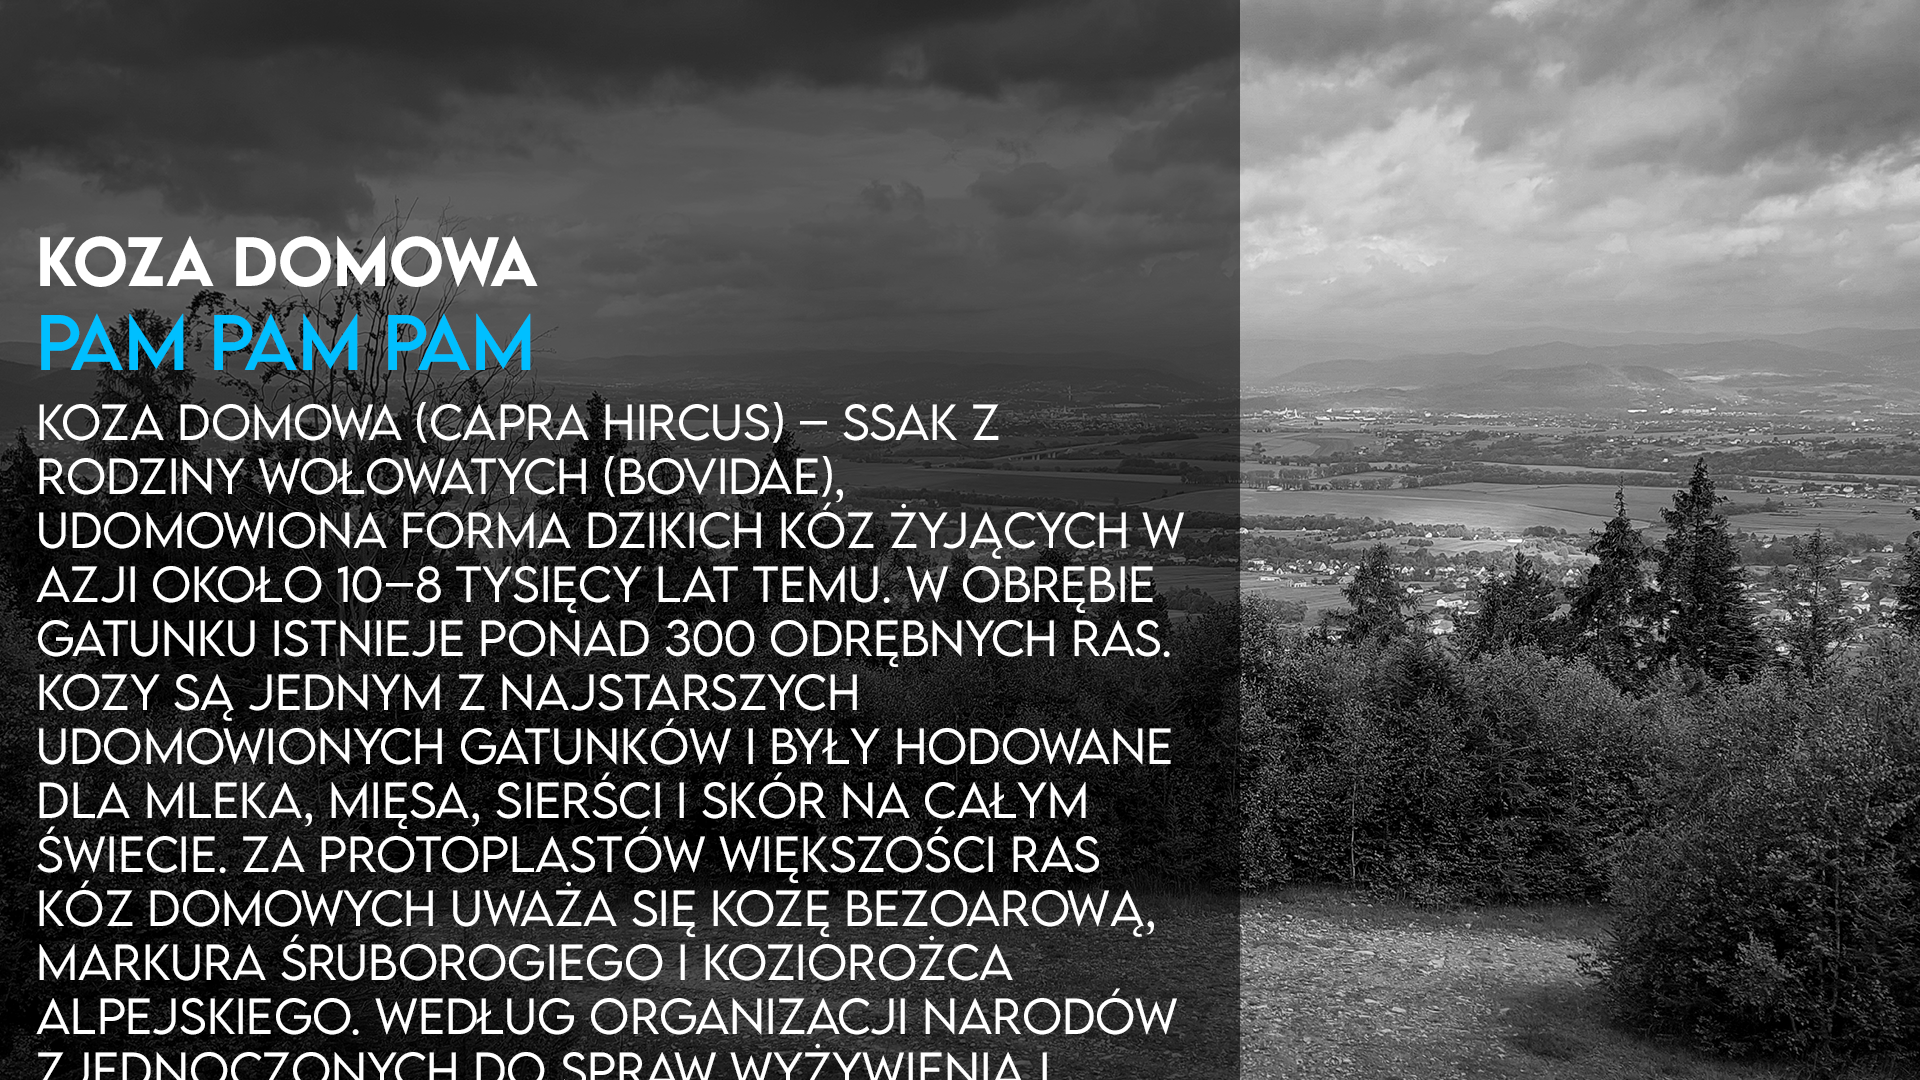 KOZA DOMOWA
PAM PAM PAM
KOZA DOMOWA (CAPRA HIRCUS) – SSAK Z
RODZINY WOŁOWATYCH (BOVIDAE),
UDOMOWIONA FORMA DZIKICH KÓZ ŻYJĄCYCH W
AZJI OKOŁO 10–8 TYSIĘCY LAT TEMU. W OBRĘBIE
GATUNKU ISTNIEJE PONAD 300 ODRĘBNYCH RAS.
KOZY SĄ JEDNYM Z NAJSTARSZYCH
UDOMOWIONYCH GATUNKÓW I BYŁY HODOWANE
DLA MLEKA, MIĘSA, SIERŚCI I SKÓR NA CAŁYM
ŚWIECIE. ZA PROTOPLASTÓW WIĘKSZOŚCI RAS
KÓZ DOMOWYCH UWAŻA SIĘ KOZĘ BEZOAROWĄ,
MARKURA ŚRUBOROGIEGO I KOZIOROŻCA
ALPEJSKIEGO. WEDŁUG ORGANIZACJI NARODÓW
ZJEDNOCZONYCH DO SPRAW WYŻYWIENIA I